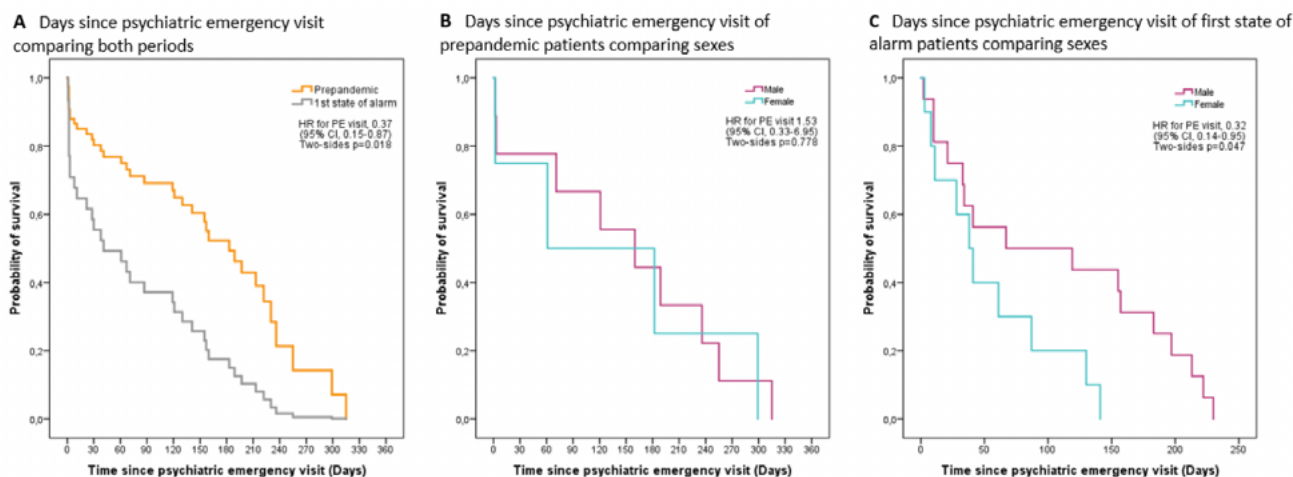 A Days since psychiatric emergency visit
comparing both periods
1,0
0,8
0,6
0,4
0,2
0,0
Probability of survival
Prepandemic
1st state of alarm
HR for PE visit, 0.37
(95% CI, 0.15-0.87)
Two-sides p=0.018
0 30 60 90 120 150 180 210 240 270 300 330 360
Time since psychiatric emergency visit (Days)
B Days since psychiatric emergency visit of
prepandemic patients comparing sexes
1,0
0,8
0,6
0,4
0,2
0,0
Probability of survival
Male
Female
HR for PE visit 1.53
(95% CI, 0.33-6.95)
Two-sides p=0.778
0 30 60 90 120 150 180 210 240 270 300 330 360
Time since psychiatric emergency visit (Days)
C Days since psychiatric emergency visit of first state of
alarm patients comparing sexes
1,0
0,8
0,6
0,4
0,2
0,0
Probability of survival
Male
Female
HR for PE visit, 0.32
(95% CI, 0.14-0.95)
Two-sides p=0.047
0 50 100 150 200 250
Time since psychiatric emergency visit (Days)